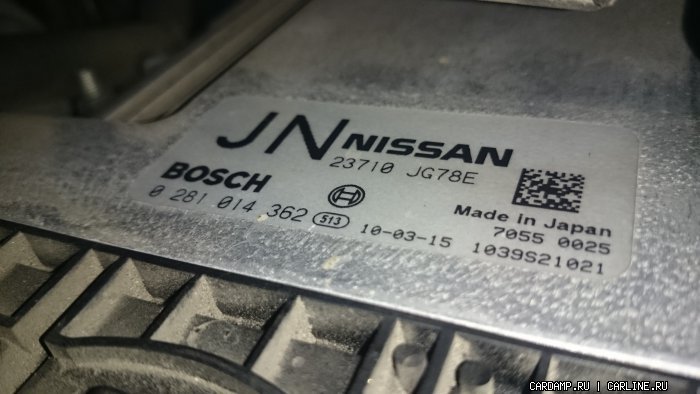 JN NISSAN
23710 JG78E
BOSCH
0 281 014 362 513 10-03-15 1039S21021
Made in Japan
7055 0025
CARDAMP.RU | CARLINE.RU